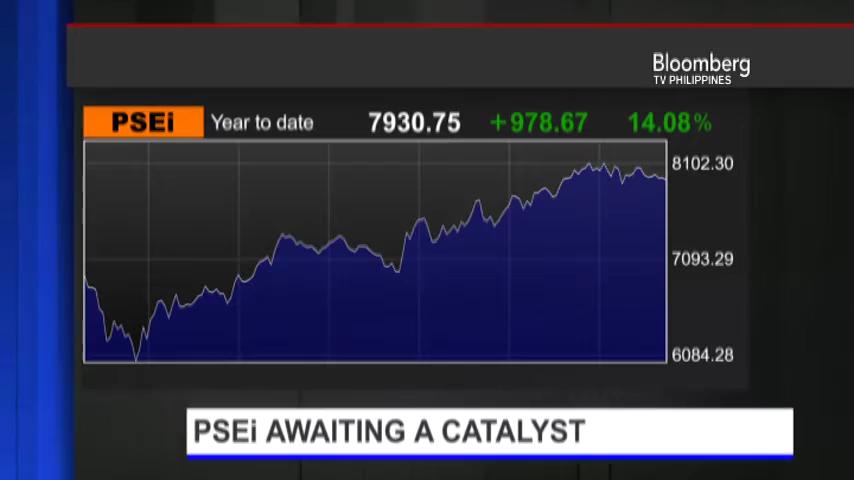 Bloomberg
TV PHILIPPINES
PSEi Year to date 7930.75 +978.67 14.08%
8102.30
7093.29
6084.28
PSEi AWAITING A CATALYST